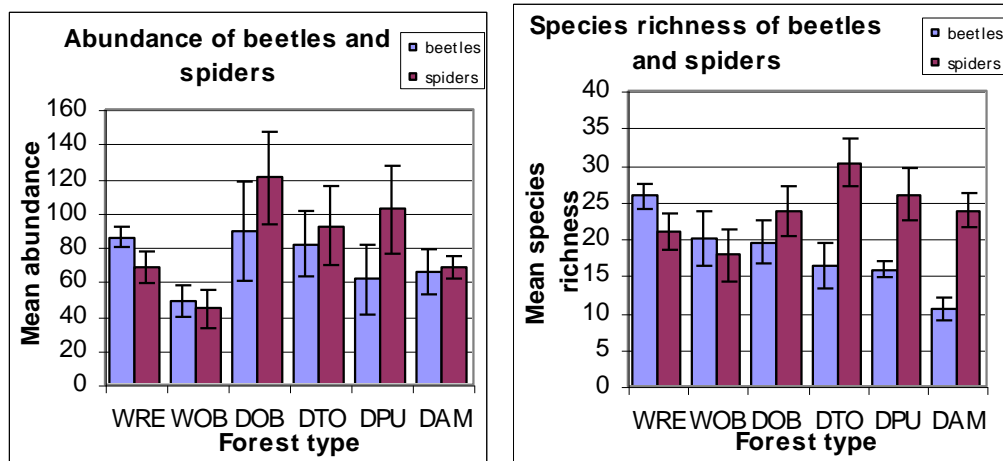 Abundance of beetles and
spiders
beetles
spiders
Mean abundance
160
140
120
100
80
60
40
20
0
WRE WOB DOB DTO DPU DAM
Forest type
Species richness of beetles
and spiders
beetles
spiders
Mean species
richness
40
35
30
25
20
15
10
5
0
WRE WOB DOB DTO DPU DAM
Forest type